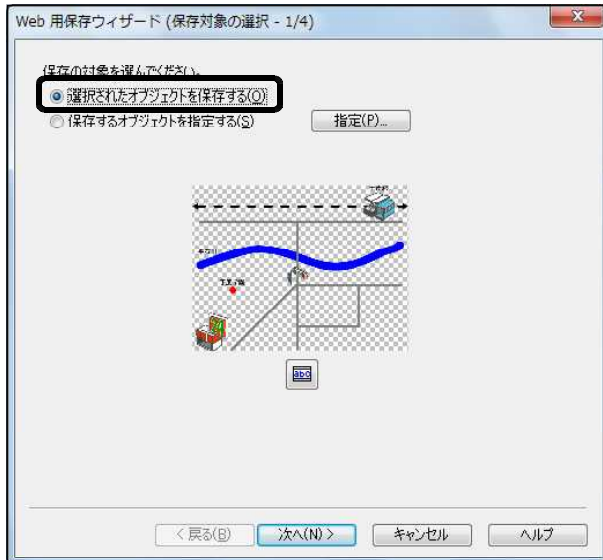 Web 用保存ウィザード (保存対象の選択 - 1/4)
保存の対象を選んでください。
選択されたオブジェクトを保存する(O)
保存するオブジェクトを指定する(S)
指定(P)...
abc
< 戻る(B)
次へ(N) >
キャンセル
ヘルプ